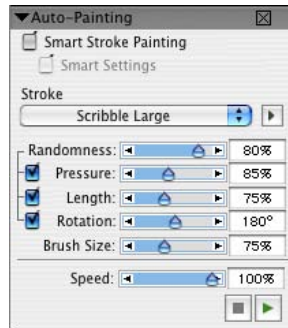 Auto-Painting
Smart Stroke Painting
Smart Settings
Stroke
Scribble Large
Randomness: 80%
Pressure: 85%
Length: 75%
Rotation: 180°
Brush Size: 75%
Speed: 100%